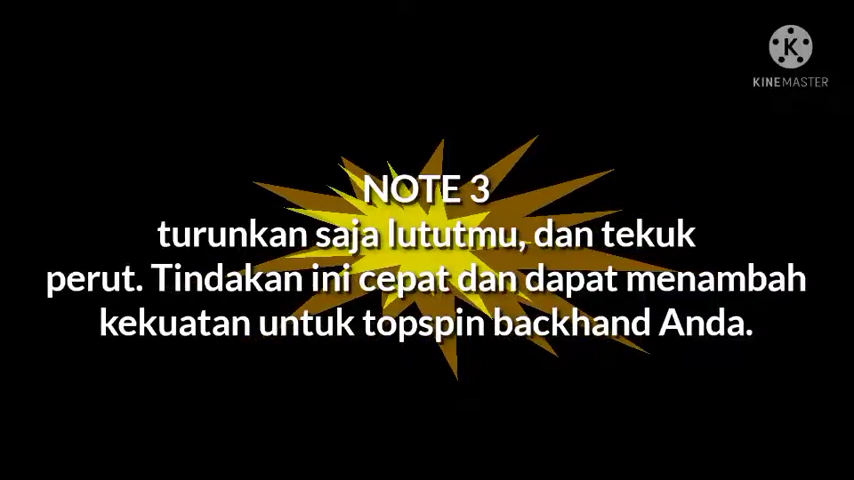 KINEMASTER
NOTE 3
turunkan saja lututmu, dan tekuk
perut. Tindakan ini cepat dan dapat menambah
kekuatan untuk topspin backhand Anda.